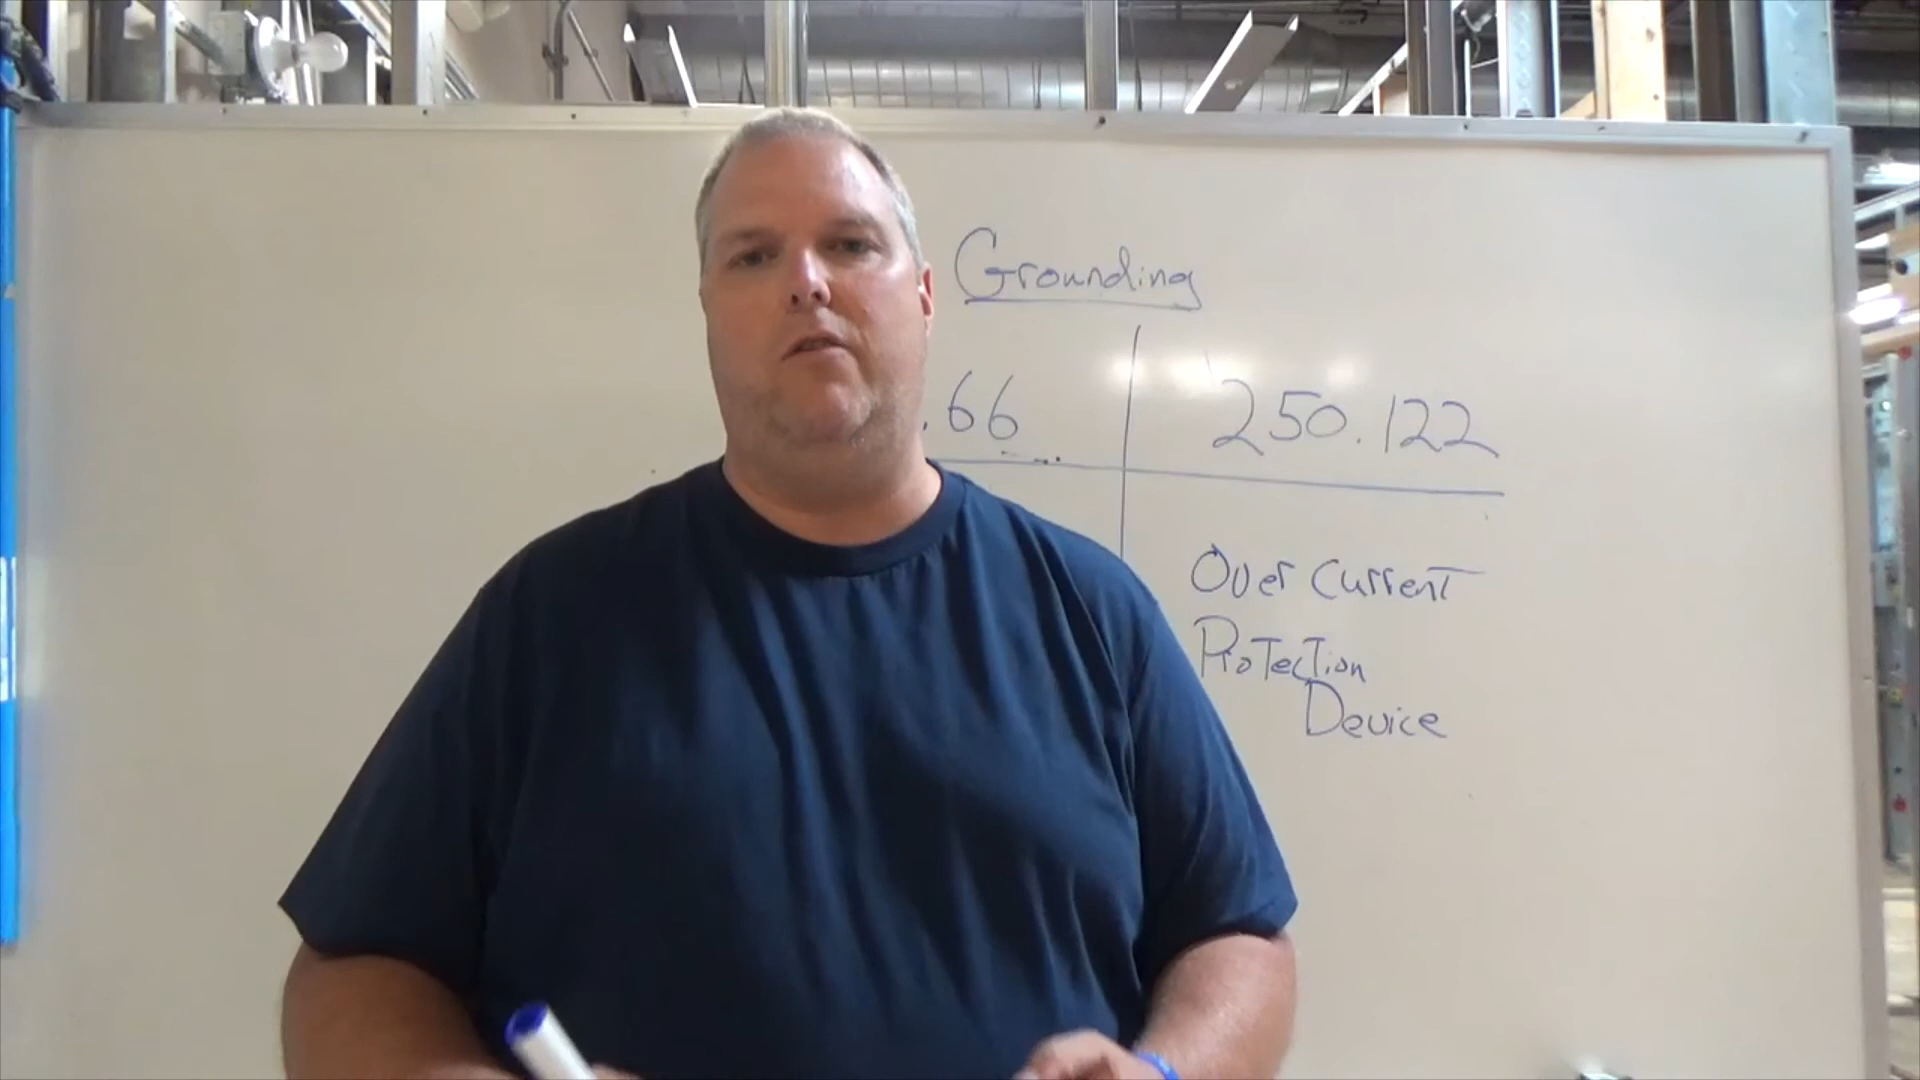 Grounding
.66
250.122
Over Current
Protection
Device